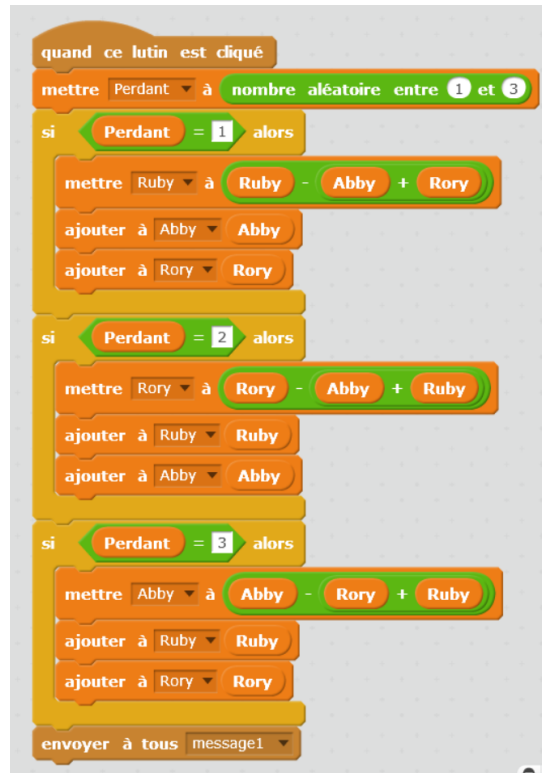 quand ce lutin est cliqué
mettre Perdant à nombre aléatoire entre 1 et 3
si Perdant = 1 alors
mettre Ruby à Ruby - Abby + Rory
ajouter à Abby Abby
ajouter à Rory Rory
si Perdant = 2 alors
mettre Rory à Rory - Abby + Ruby
ajouter à Ruby Ruby
ajouter à Abby Abby
si Perdant = 3 alors
mettre Abby à Abby - Rory + Ruby
ajouter à Ruby Ruby
ajouter à Rory Rory
envoyer à tous message1